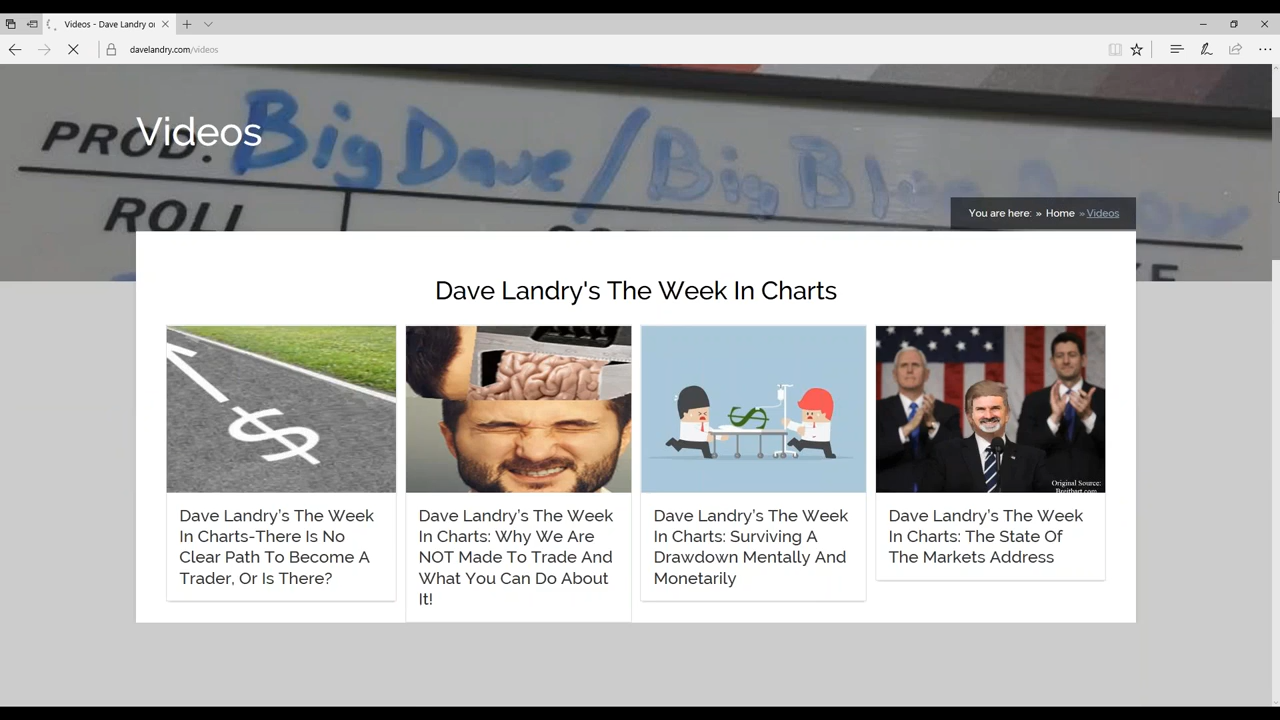 Videos - Dave Landry or
davelandry.com/videos
PROD.
Big Dave / Big
Videos
ROLL
You are here: » Home » Videos
Dave Landry's The Week In Charts
Original Source:
Breitbart.com
Dave Landry’s The Week
In Charts-There Is No
Clear Path To Become A
Trader, Or Is There?
Dave Landry’s The Week
In Charts: Why We Are
NOT Made To Trade And
What You Can Do About
It!
Dave Landry’s The Week
In Charts: Surviving A
Drawdown Mentally And
Monetarily
Dave Landry’s The Week
In Charts: The State Of
The Markets Address